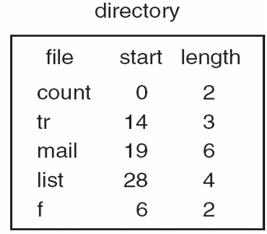 directory
file start length
count 0 2
tr 14 3
mail 19 6
list 28 4
f 6 2